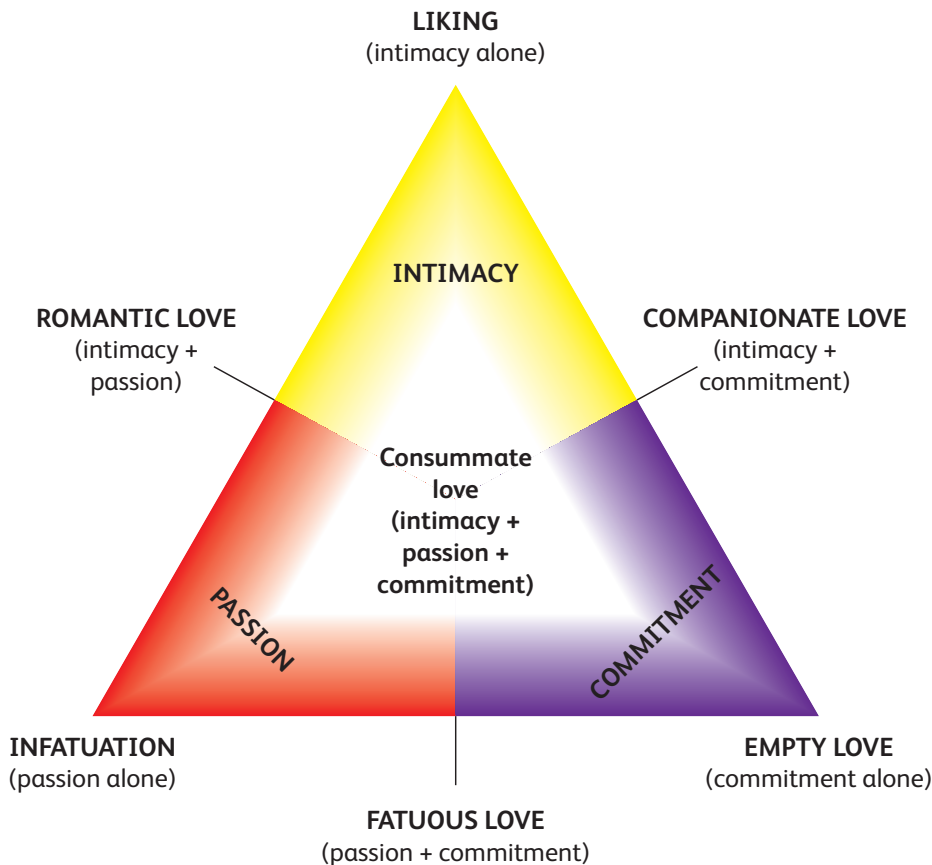 LIKING
(intimacy alone)
INTIMACY
ROMANTIC LOVE
(intimacy +
passion)
COMPANIONATE LOVE
(intimacy +
commitment)
Consummate
love
(intimacy +
passion +
commitment)
PASSION
COMMITMENT
INFATUATION
(passion alone)
EMPTY LOVE
(commitment alone)
FATUOUS LOVE
(passion + commitment)